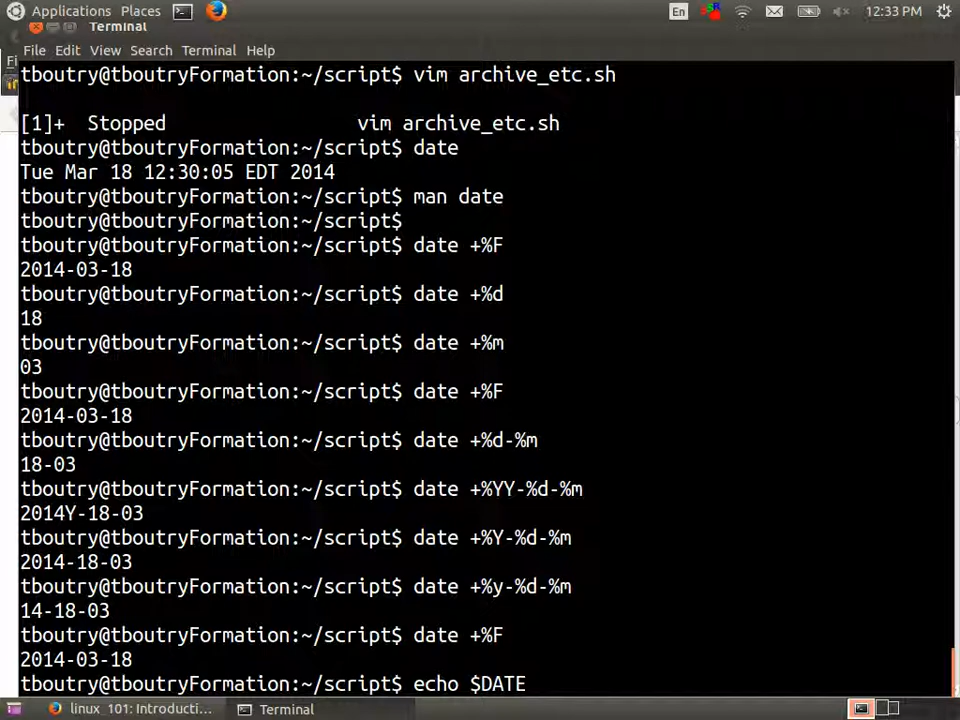 Applications Places En 12:33 PM
Terminal
File Edit View Search Terminal Help
tboutry@tboutryFormation:~/script$ vim archive_etc.sh
[1]+  Stopped                 vim archive_etc.sh
tboutry@tboutryFormation:~/script$ date
Tue Mar 18 12:30:05 EDT 2014
tboutry@tboutryFormation:~/script$ man date
tboutry@tboutryFormation:~/script$
tboutry@tboutryFormation:~/script$ date +%F
2014-03-18
tboutry@tboutryFormation:~/script$ date +%d
18
tboutry@tboutryFormation:~/script$ date +%m
03
tboutry@tboutryFormation:~/script$ date +%F
2014-03-18
tboutry@tboutryFormation:~/script$ date +%d-%m
18-03
tboutry@tboutryFormation:~/script$ date +%YY-%d-%m
2014Y-18-03
tboutry@tboutryFormation:~/script$ date +%Y-%d-%m
2014-18-03
tboutry@tboutryFormation:~/script$ date +%y-%d-%m
14-18-03
tboutry@tboutryFormation:~/script$ date +%F
2014-03-18
tboutry@tboutryFormation:~/script$ echo $DATE
linux_101: Introducti... Terminal